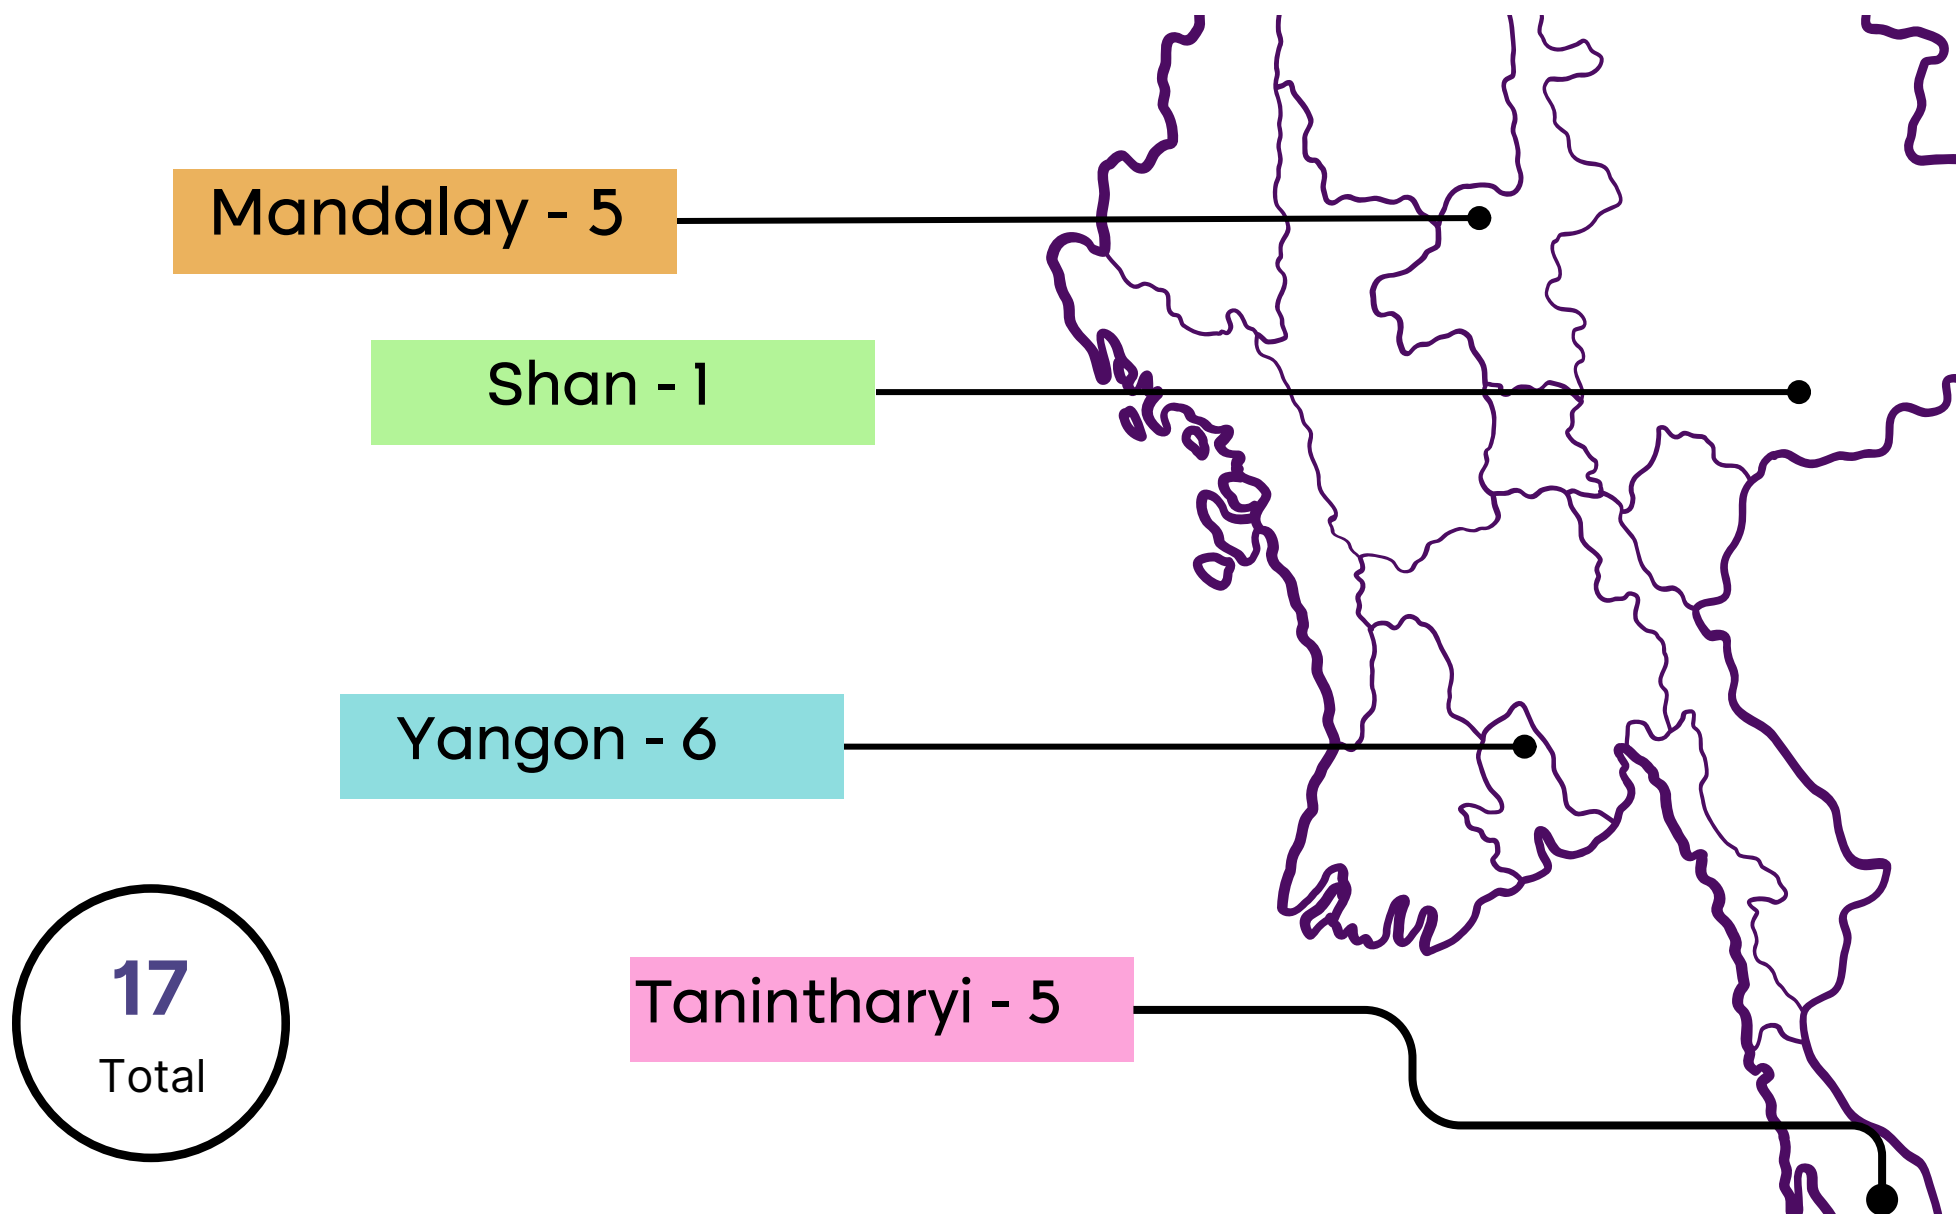 Mandalay - 5
Shan - 1
Yangon - 6
Tanintharyi - 5
17
Total